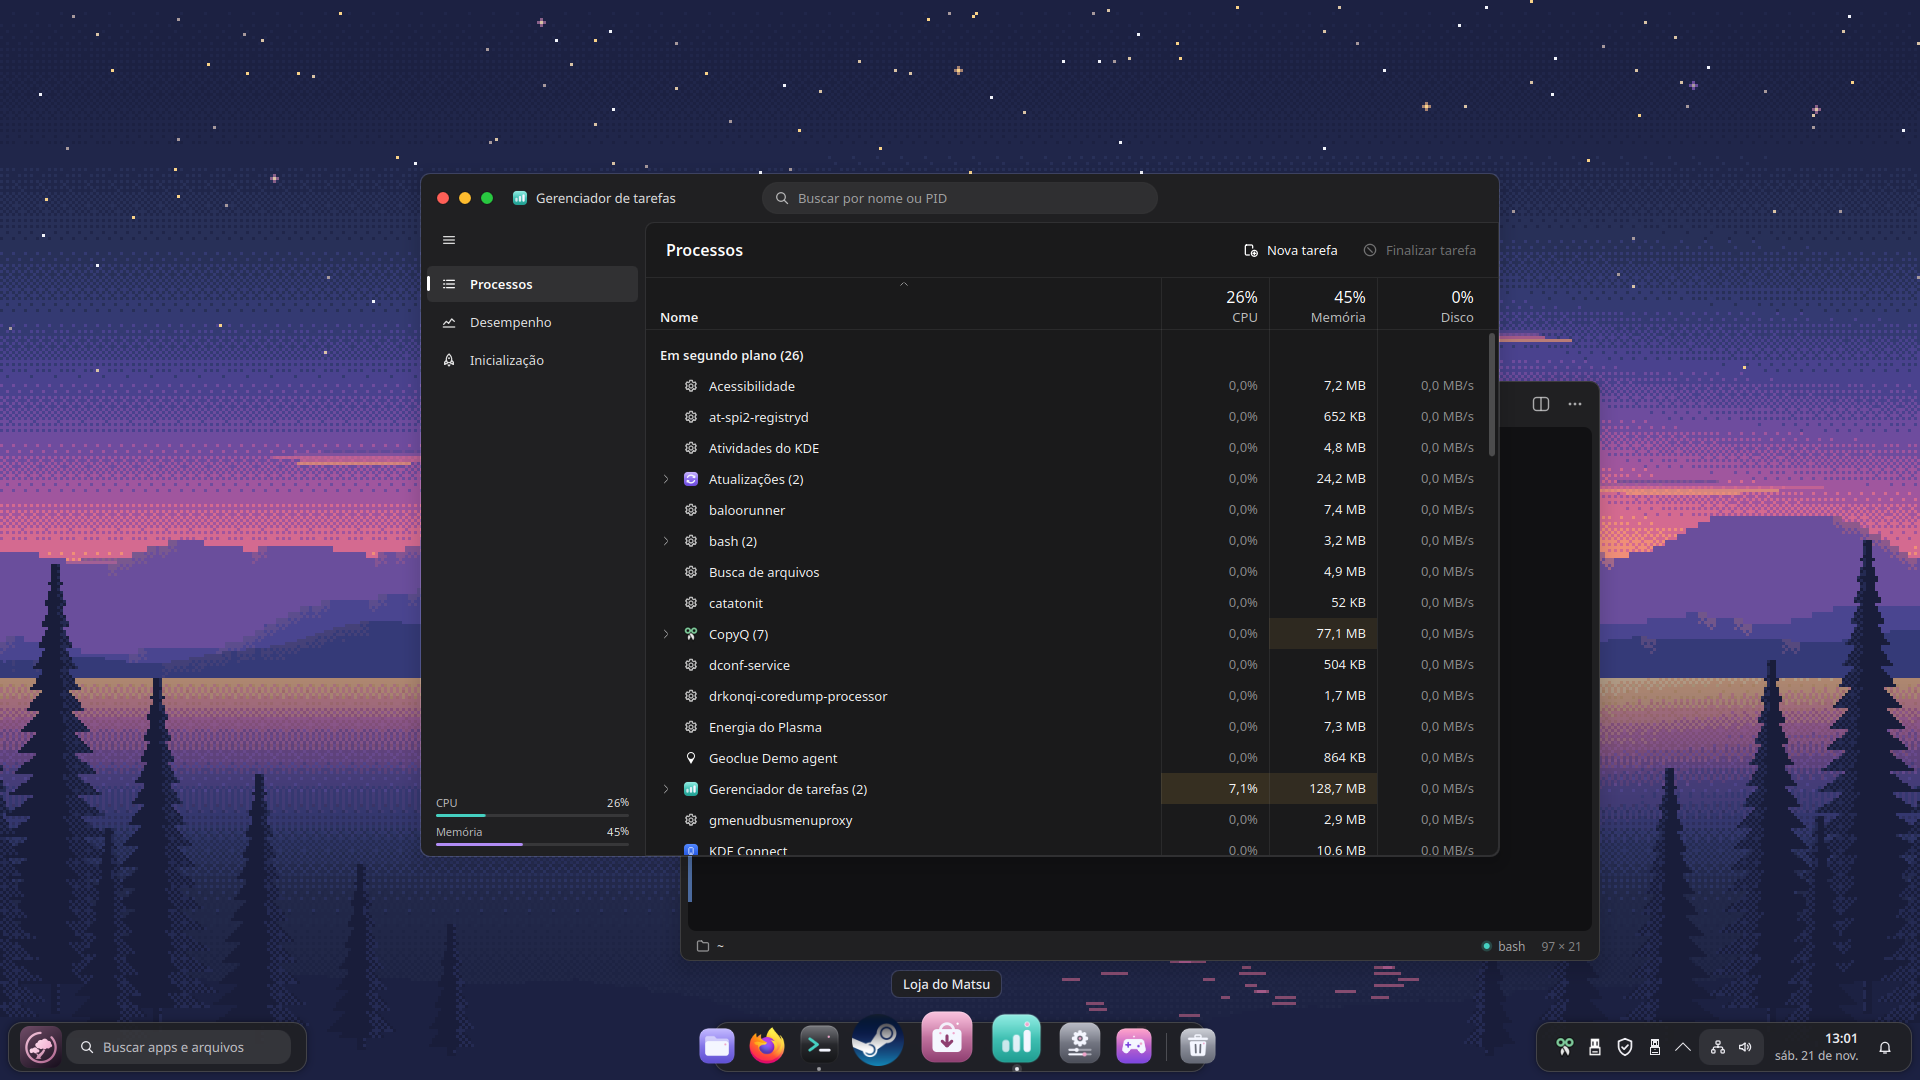 Gerenciador de tarefas
Buscar por nome ou PID
Processos
Desempenho
Inicialização
CPU 26%
Memória 45%
Processos
Nova tarefa
Finalizar tarefa
26% 45% 0%
Nome CPU Memória Disco
Em segundo plano (26)
Acessibilidade 0,0% 7,2 MB 0,0 MB/s
at-spi2-registryd 0,0% 652 KB 0,0 MB/s
Atividades do KDE 0,0% 4,8 MB 0,0 MB/s
Atualizações (2) 0,0% 24,2 MB 0,0 MB/s
baloorunner 0,0% 7,4 MB 0,0 MB/s
bash (2) 0,0% 3,2 MB 0,0 MB/s
Busca de arquivos 0,0% 4,9 MB 0,0 MB/s
catatonit 0,0% 52 KB 0,0 MB/s
CopyQ (7) 0,0% 77,1 MB 0,0 MB/s
dconf-service 0,0% 504 KB 0,0 MB/s
drkonqi-coredump-processor 0,0% 1,7 MB 0,0 MB/s
Energia do Plasma 0,0% 7,3 MB 0,0 MB/s
Geoclue Demo agent 0,0% 864 KB 0,0 MB/s
Gerenciador de tarefas (2) 7,1% 128,7 MB 0,0 MB/s
gmenudbusmenuproxy 0,0% 2,9 MB 0,0 MB/s
KDE Connect 0,0% 10,6 MB 0,0 MB/s
~
bash 97 × 21
Loja do Matsu
Buscar apps e arquivos
13:01
sáb. 21 de nov.